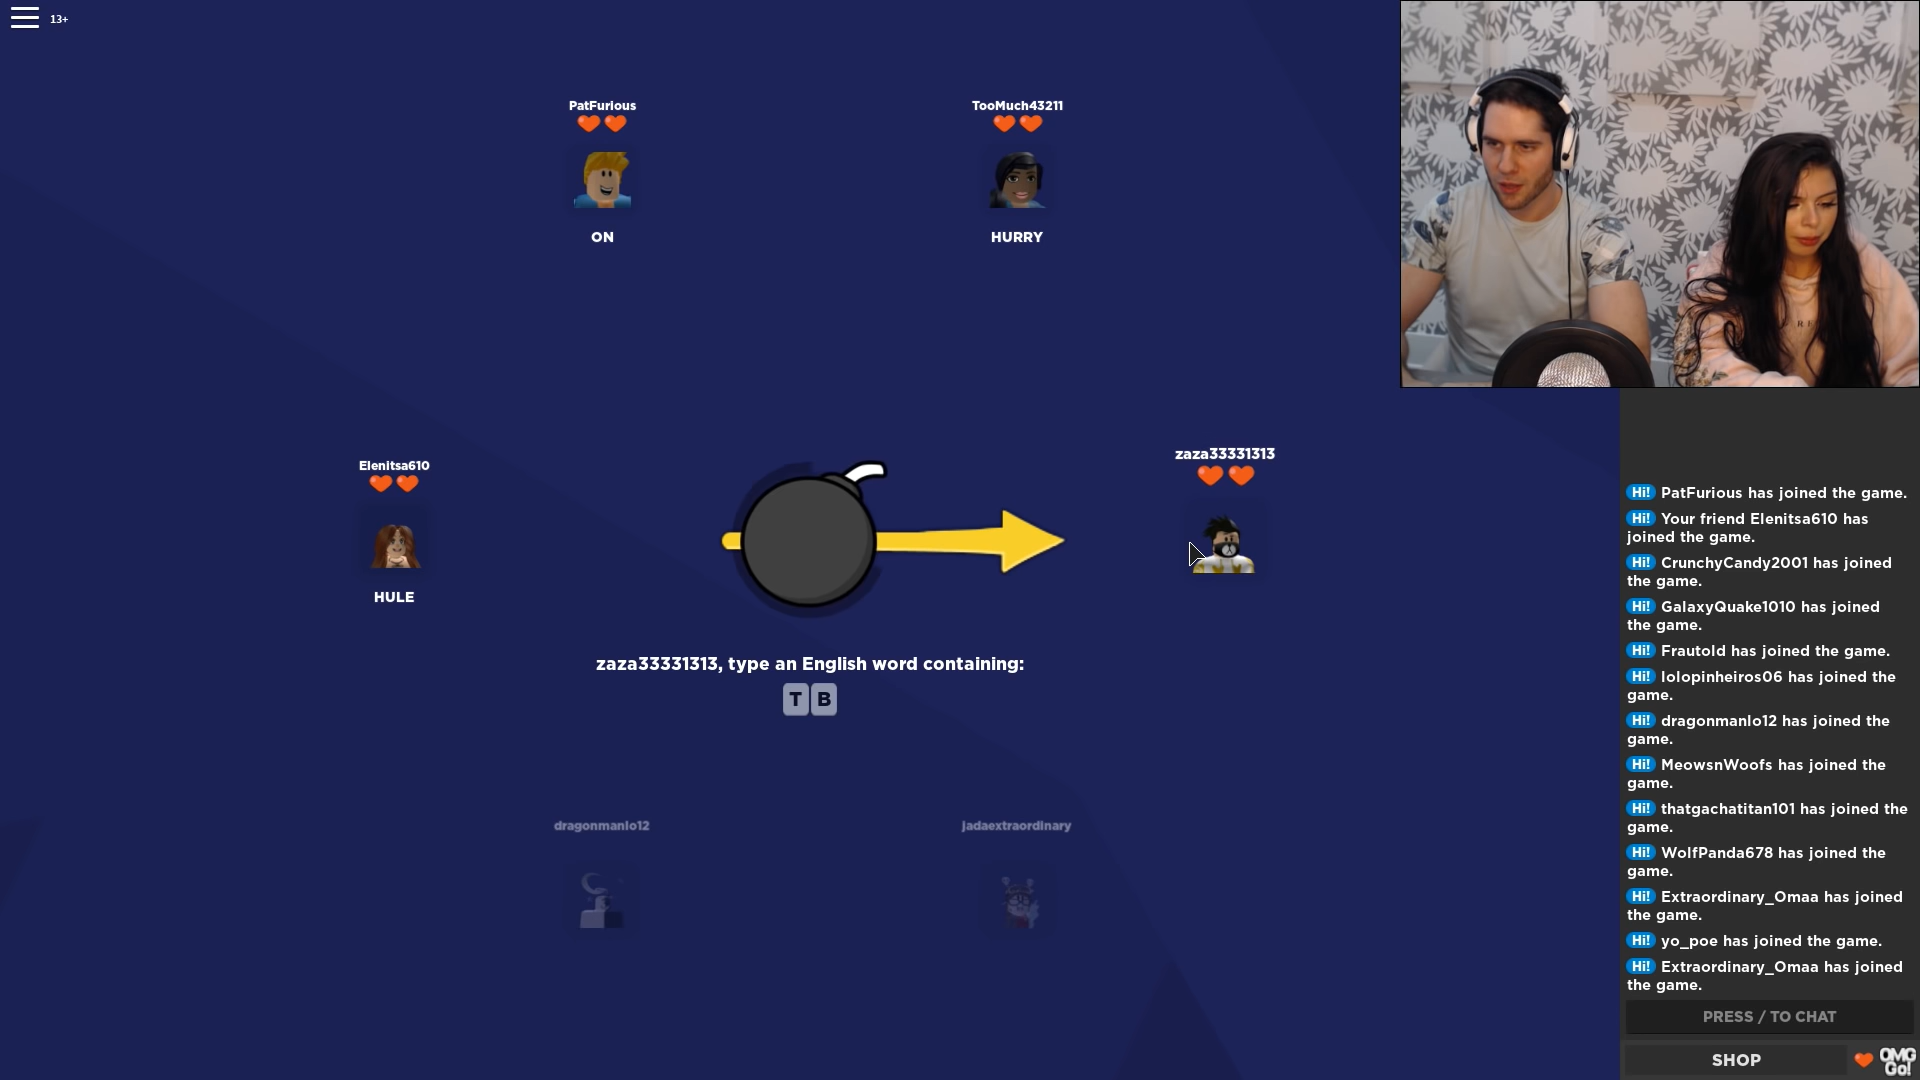 13+
PatFurious
TooMuch43211
ON
HURRY
Elenitsa610
zaza33331313
HULE
zaza33331313, type an English word containing:
T B
dragonmanlo12
jadaextraordinary
Hi! PatFurious has joined the game.
Hi! Your friend Elenitsa610 has
joined the game.
Hi! CrunchyCandy2001 has joined
the game.
Hi! GalaxyQuake1010 has joined
the game.
Hi! Frautold has joined the game.
Hi! lolopinheiros06 has joined the
game.
Hi! dragonmanlo12 has joined the
game.
Hi! MeowsnWoofs has joined the
game.
Hi! thatgachatitan101 has joined the
game.
Hi! WolfPanda678 has joined the
game.
Hi! Extraordinary_Omaa has joined
the game.
Hi! yo_poe has joined the game.
Hi! Extraordinary_Omaa has joined
the game.
PRESS / TO CHAT
SHOP
OMG
Go!